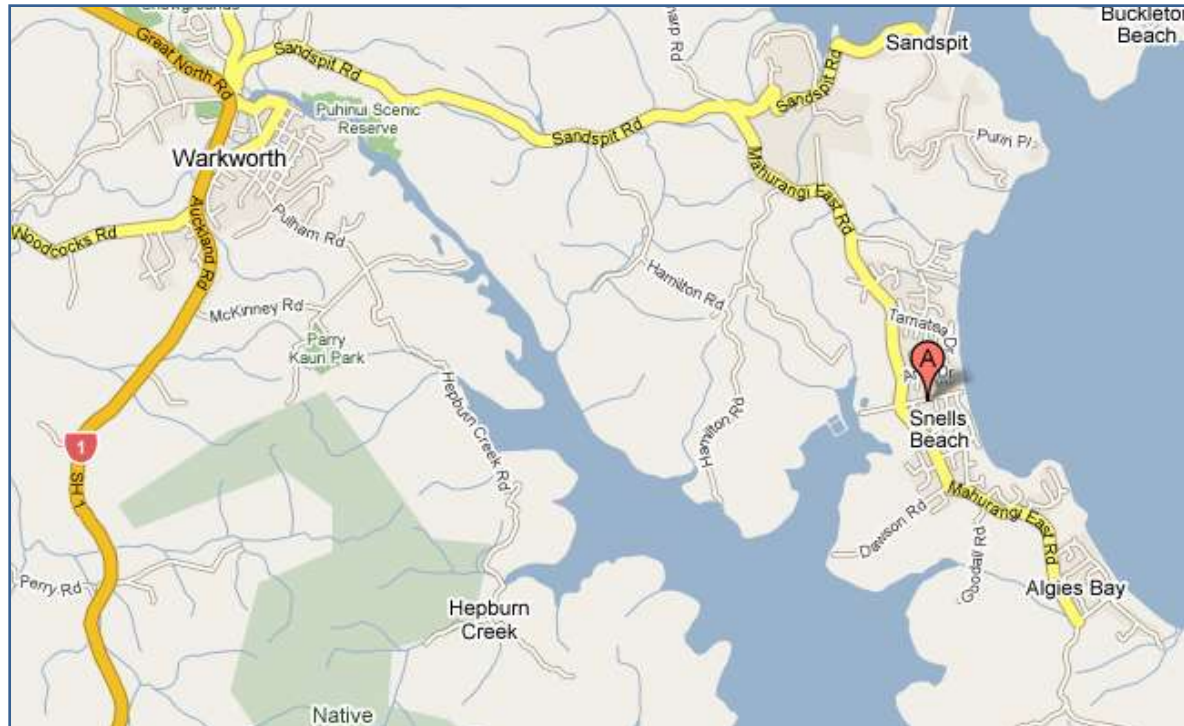 Buckleton
Beach
Great North Rd
Sandspit Rd
Sandspit
Sandspit Rd
Puhinui Scenic
Reserve
Sandspit Rd
Warkworth
Mahurangi East Rd
Woodcocks Rd
Auckland Rd
Pulham Rd
Hamilton Rd
McKinney Rd
Tamatea Dr
Parry
Kauri Park
A
Hepburn Creek Rd
Hamilton Rd
Snells
Beach
1
SH 1
Mahurangi East Rd
Dawson Rd
Goodall Rd
Perry Rd
Algies Bay
Hepburn
Creek
Native